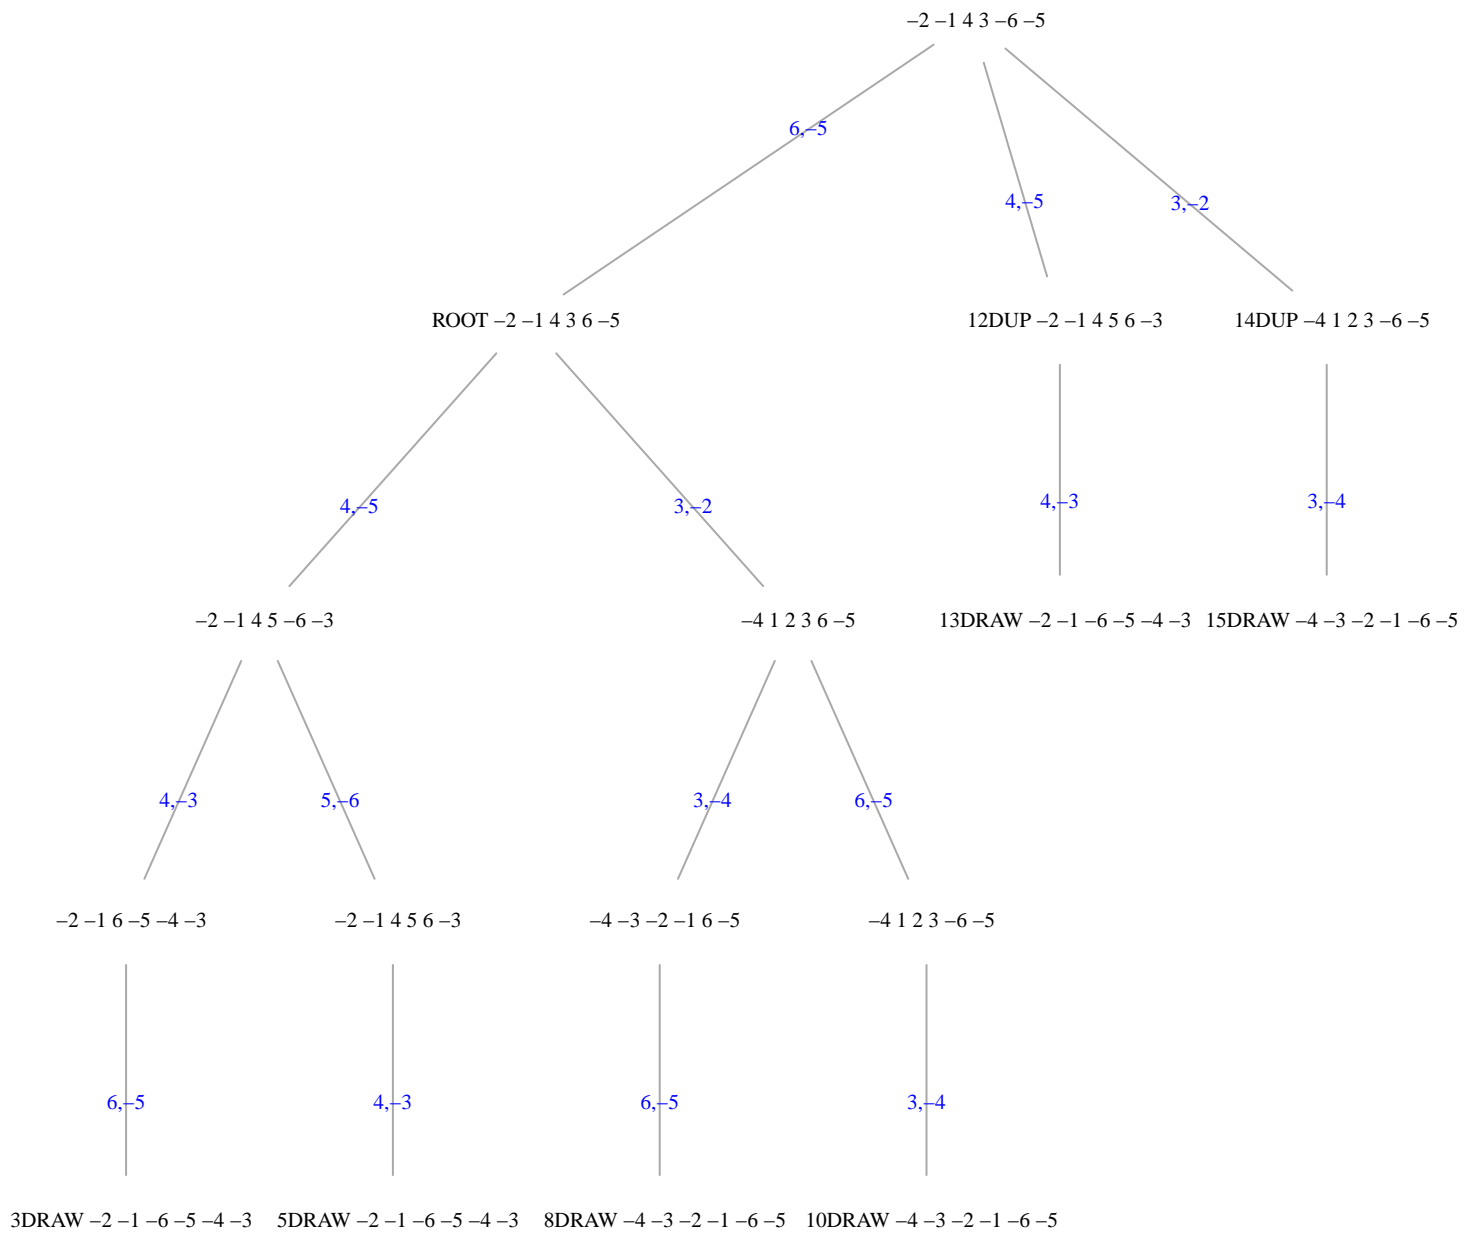 –2 –1 4 3 –6 –5
6,–5
4,–5
3,–2
ROOT –2 –1 4 3 6 –5
12DUP –2 –1 4 5 6 –3
14DUP –4 1 2 3 –6 –5
4,–5
3,–2
4,–3
3,–4
–2 –1 4 5 –6 –3
–4 1 2 3 6 –5
13DRAW –2 –1 –6 –5 –4 –3
15DRAW –4 –3 –2 –1 –6 –5
4,–3
5,–6
3,–4
6,–5
–2 –1 6 –5 –4 –3
–2 –1 4 5 6 –3
–4 –3 –2 –1 6 –5
–4 1 2 3 –6 –5
6,–5
4,–3
6,–5
3,–4
3DRAW –2 –1 –6 –5 –4 –3
5DRAW –2 –1 –6 –5 –4 –3
8DRAW –4 –3 –2 –1 –6 –5
10DRAW –4 –3 –2 –1 –6 –5